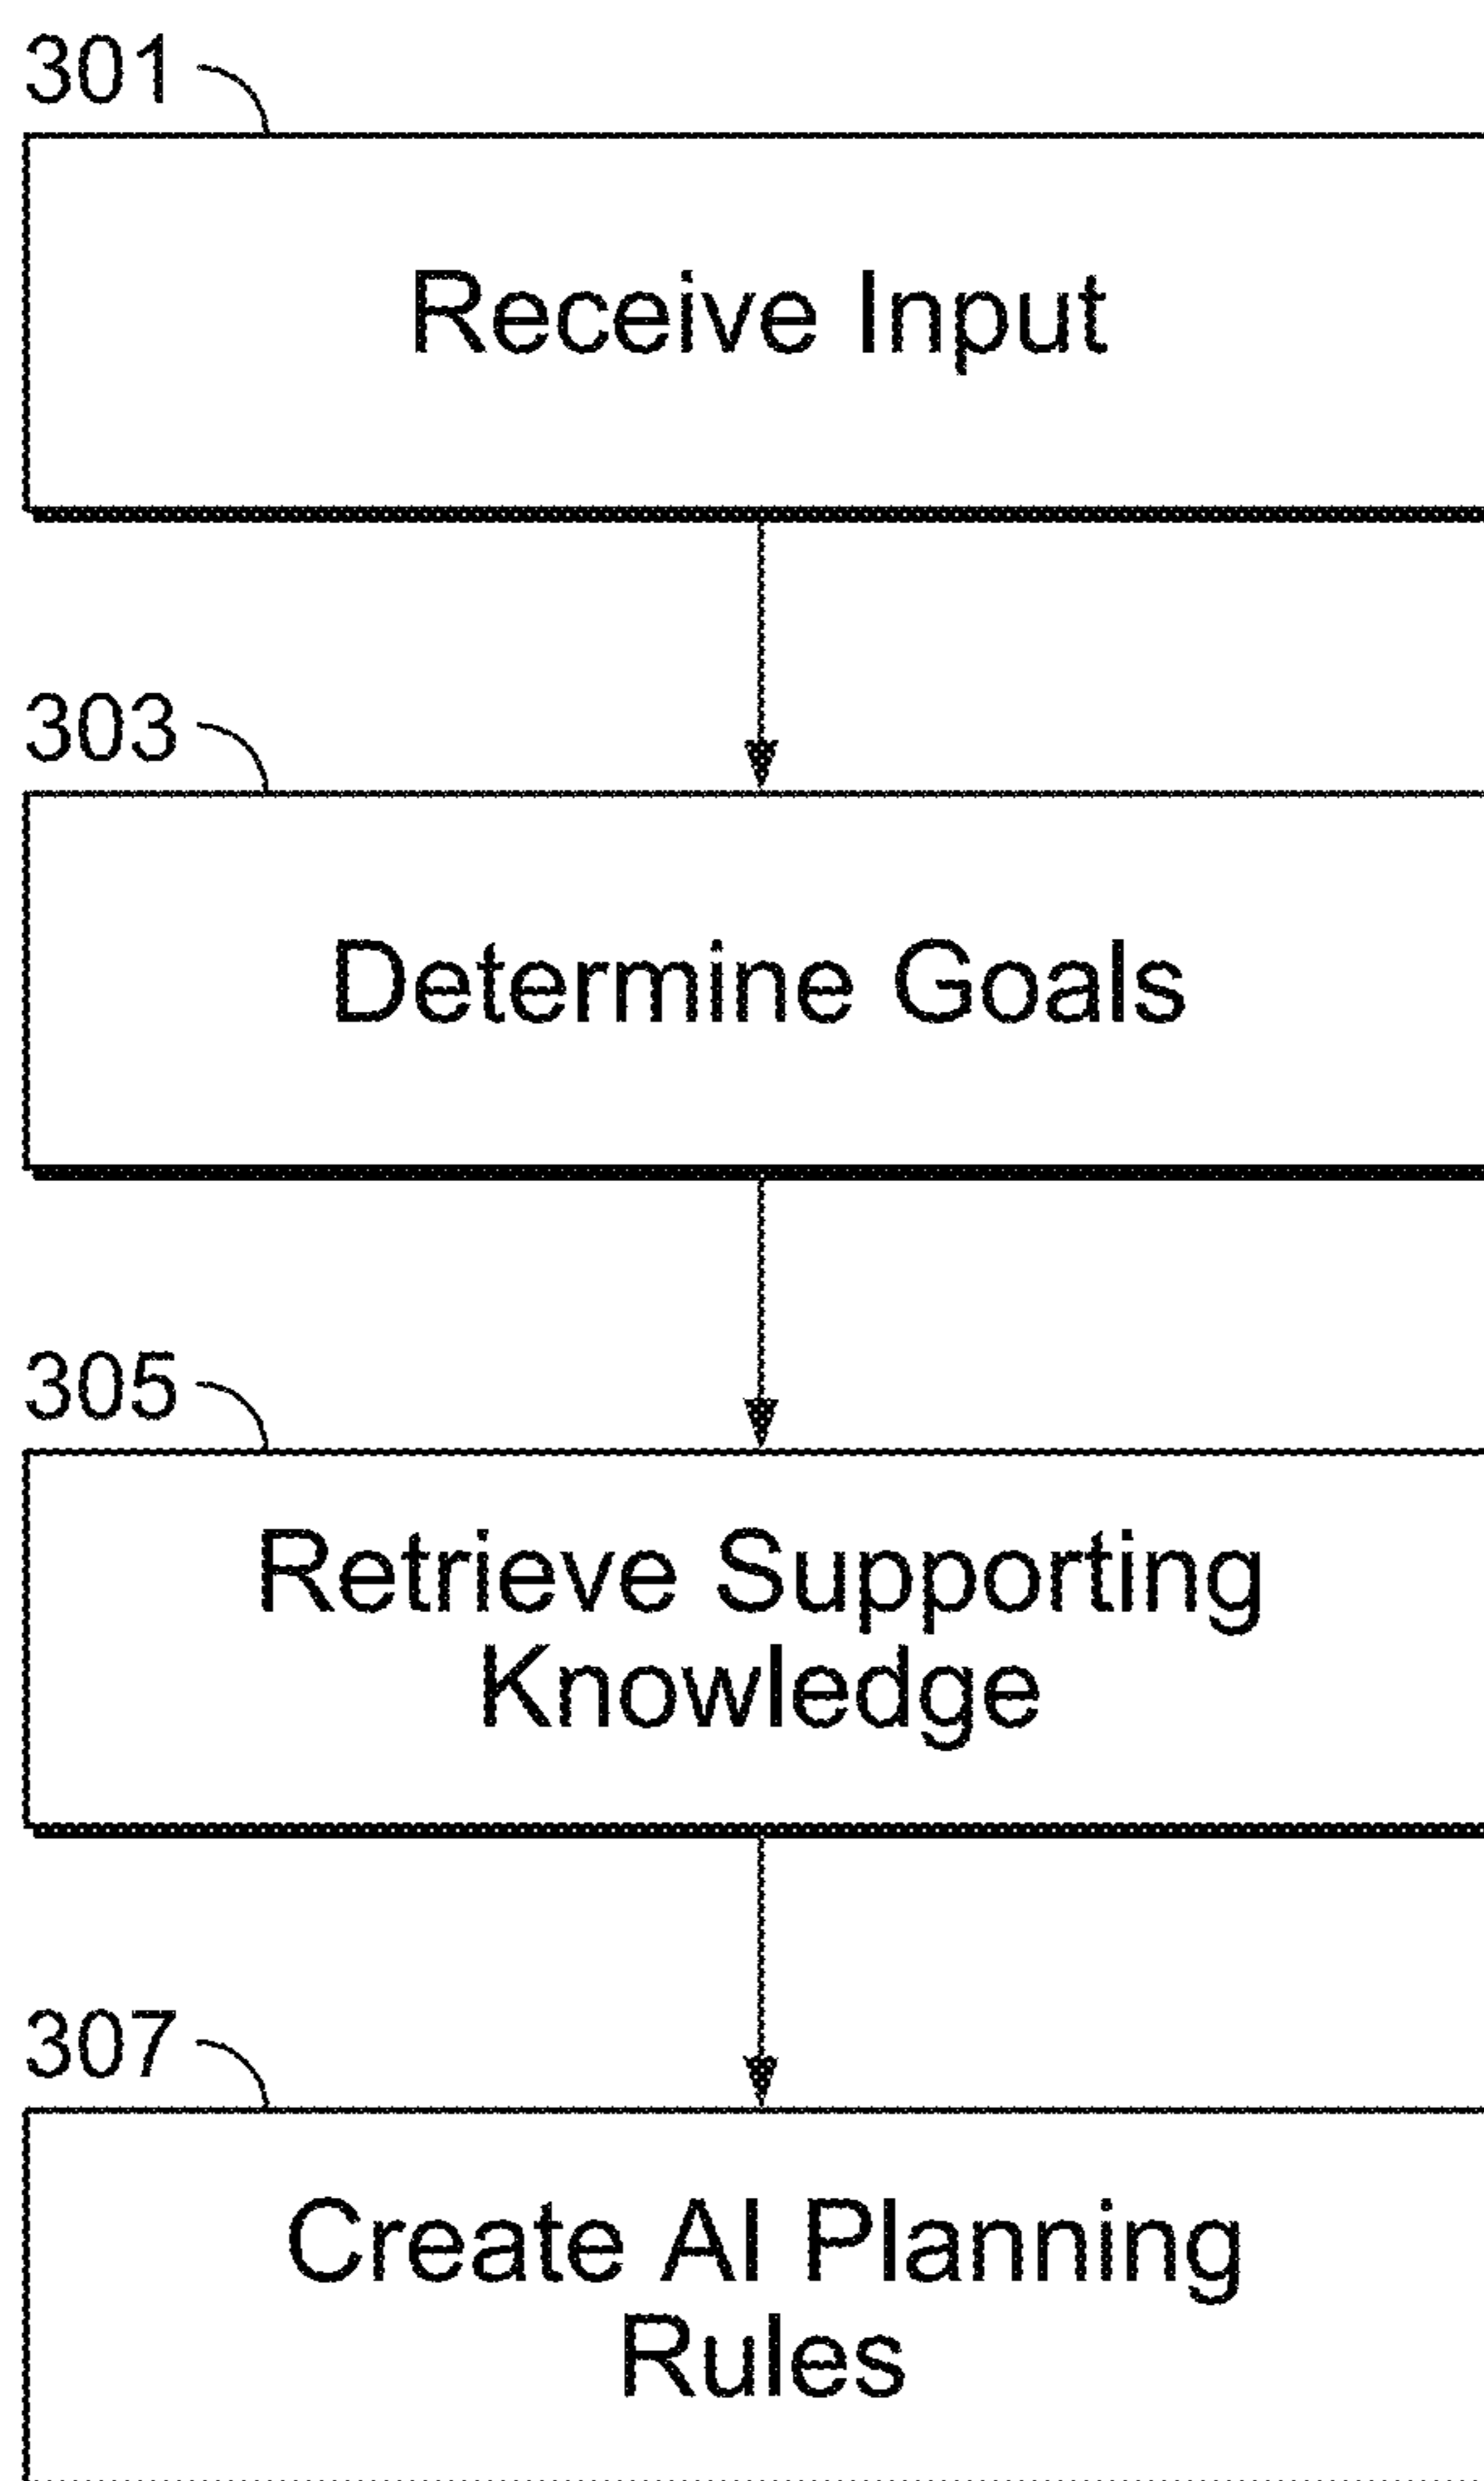 301
Receive Input
303
Determine Goals
305
Retrieve Supporting
Knowledge
307
Create AI Planning
Rules